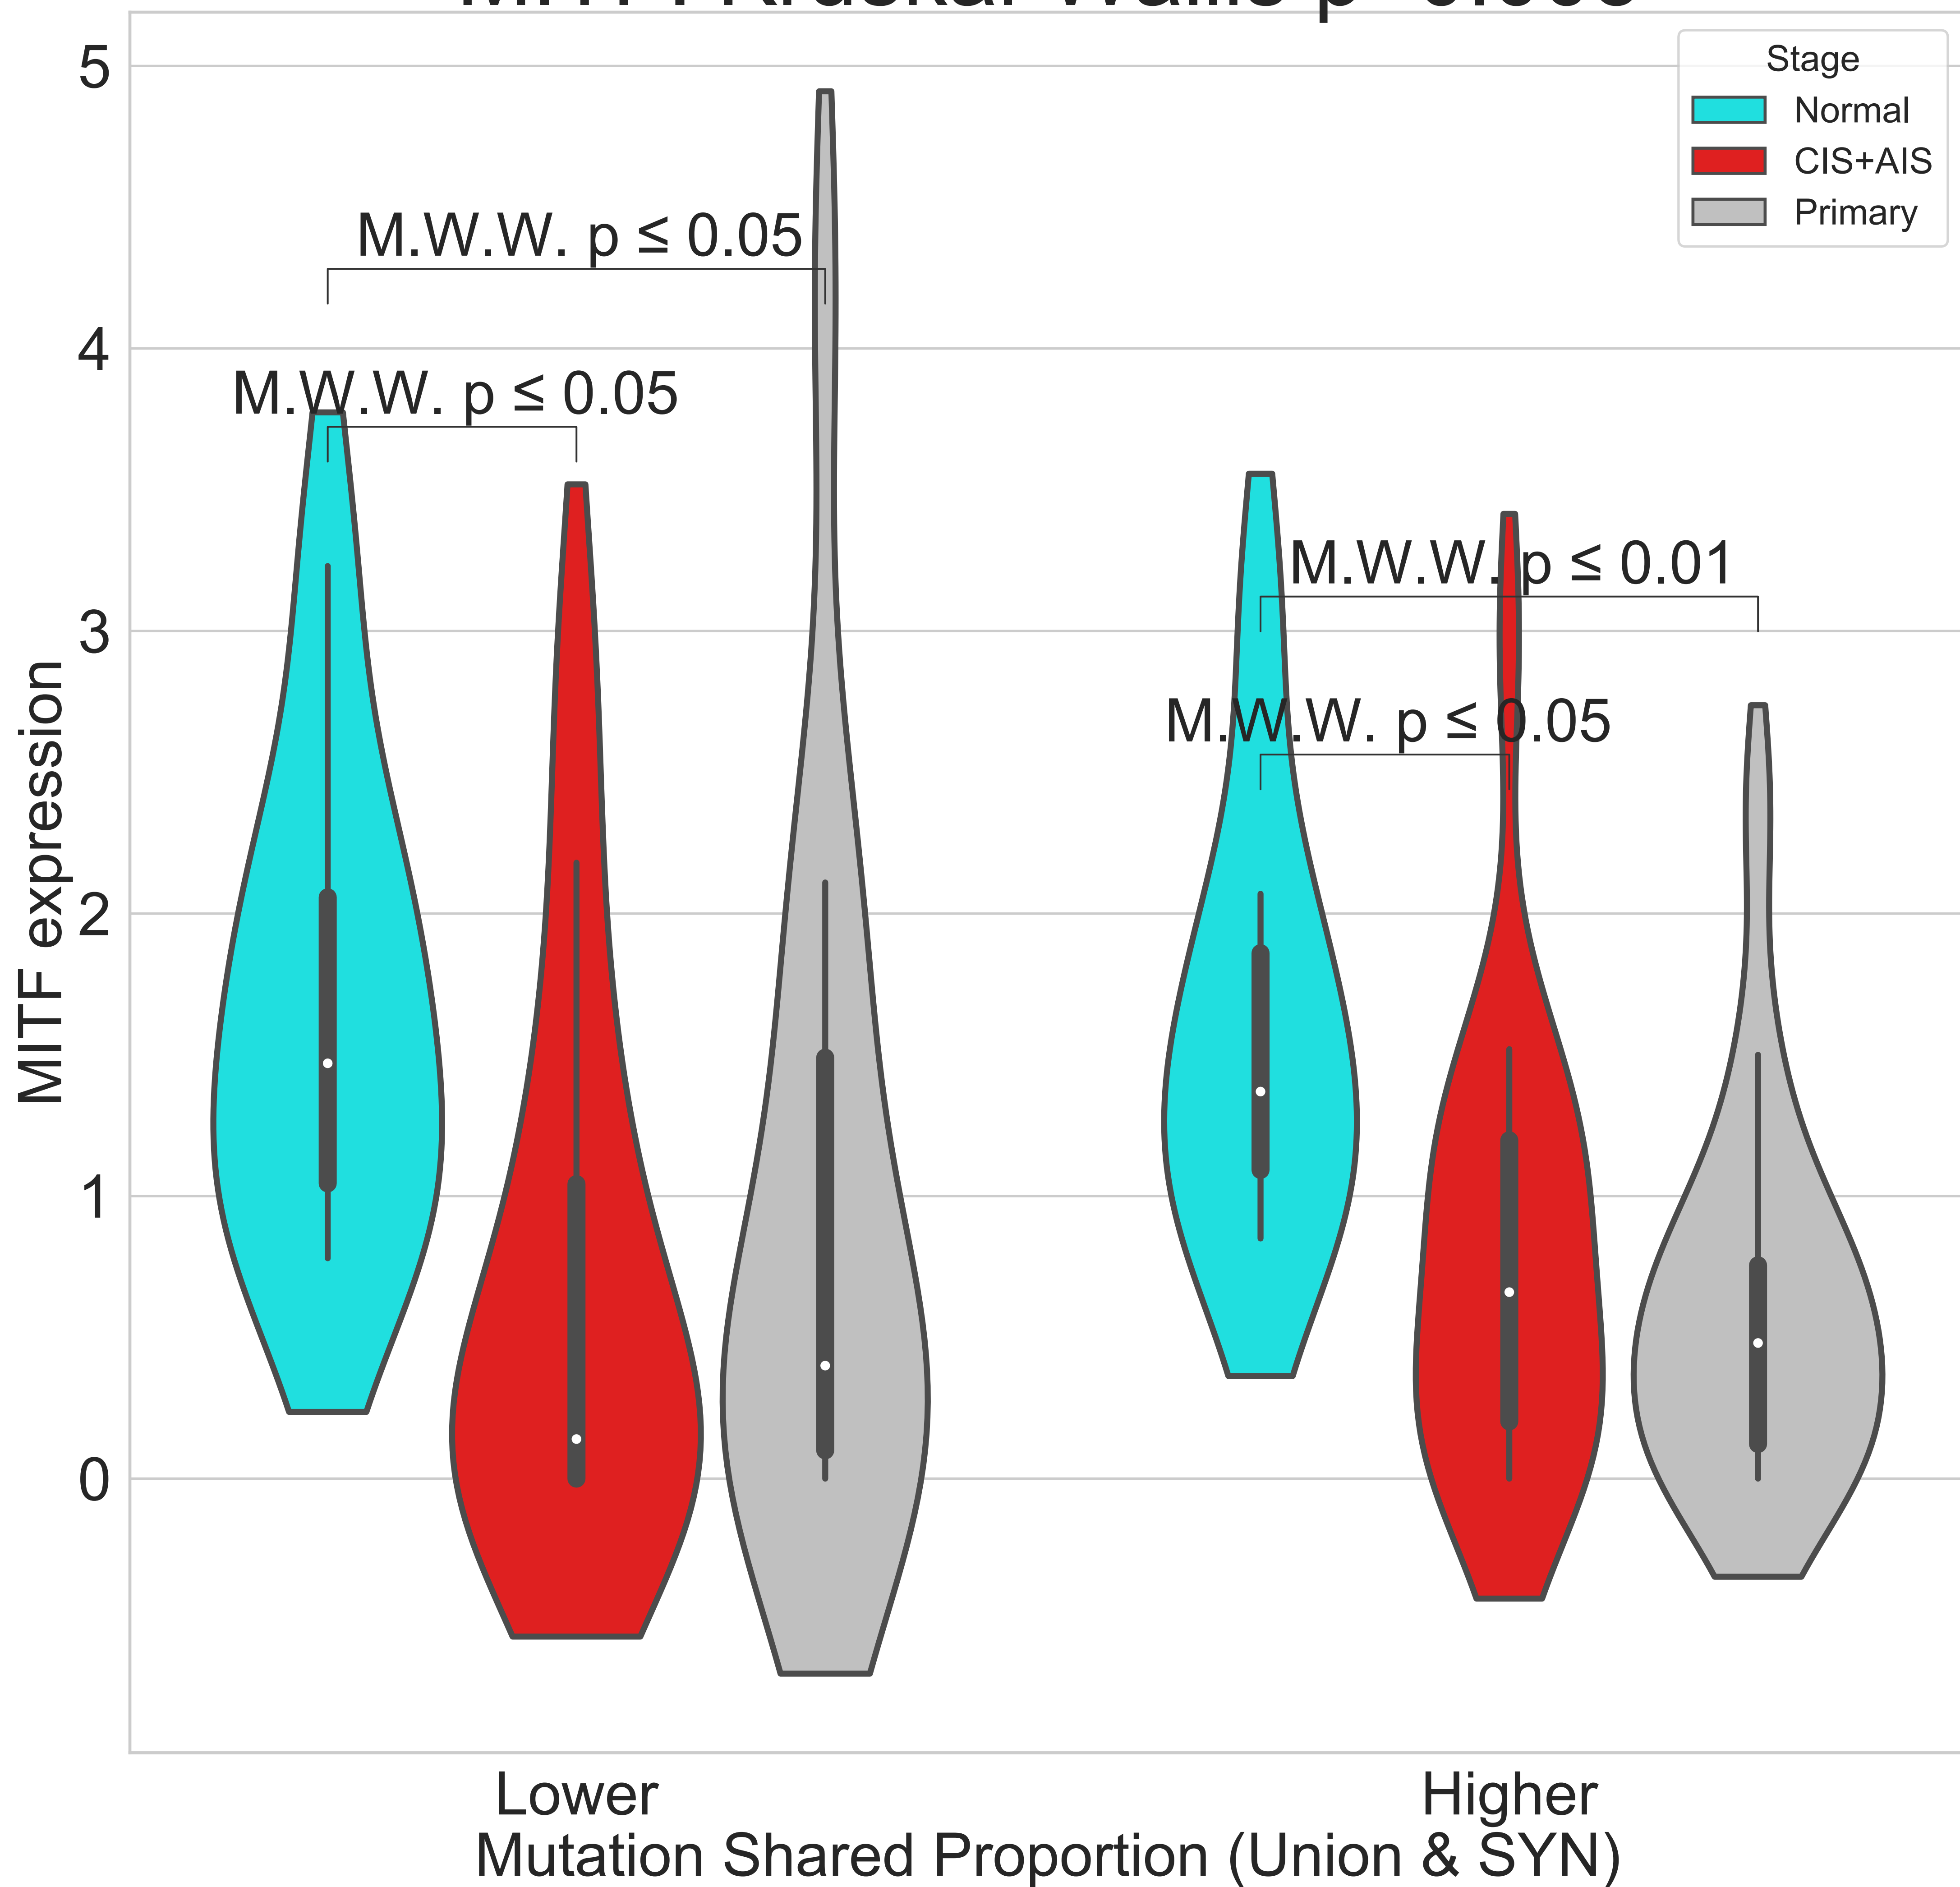 5
4
3
2
1
0
MITF expression
Stage
Normal
CIS+AIS
Primary
M.W.W. p ≤ 0.05
M.W.W. p ≤ 0.05
M.W.W. p ≤ 0.01
M.W.W. p ≤ 0.05
Lower
Higher
Mutation Shared Proportion (Union & SYN)